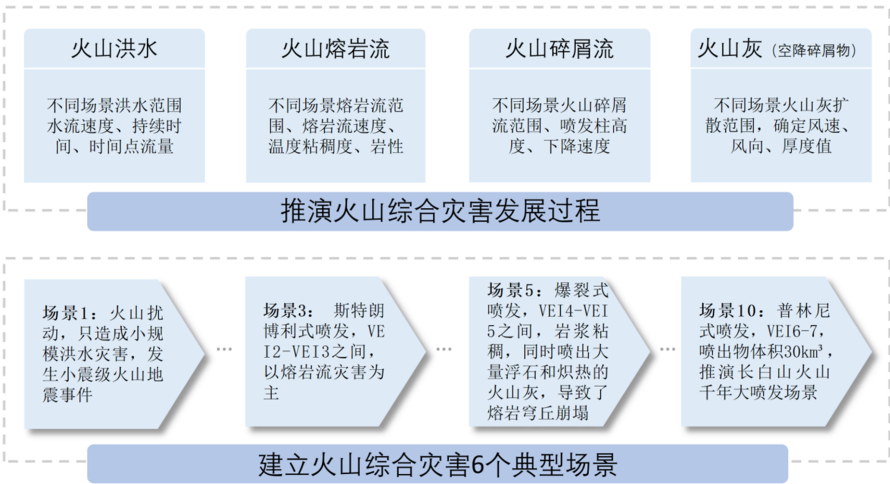 火山洪水
不同场景洪水范围
水流速度、持续时
间、时间点流量
火山熔岩流
不同场景熔岩流范
围、熔岩流速度、
温度粘稠度、岩性
火山碎屑流
不同场景火山碎屑
流范围、喷发柱高
度、下降速度
火山灰（空降碎屑物）
不同场景火山灰扩
散范围，确定风速、
风向、厚度值
推演火山综合灾害发展过程
场景1：火山扰
动，只造成小规
模洪水灾害，发
生小震级火山地
震事件
...
场景3：斯特朗
博利式喷发，VE
I2-VEI3之间，
以熔岩流灾害为
主
...
场景5：爆裂式
喷发，VEI4-VEI
5之间，岩浆粘
稠，同时喷出大
量浮石和炽热的
火山灰，导致了
熔岩穹丘崩塌
...
场景10：普林尼
式喷发，VEI6-7，
喷出物体积30km³，
推演长白山火山
千年大喷发场景
建立火山综合灾害6个典型场景